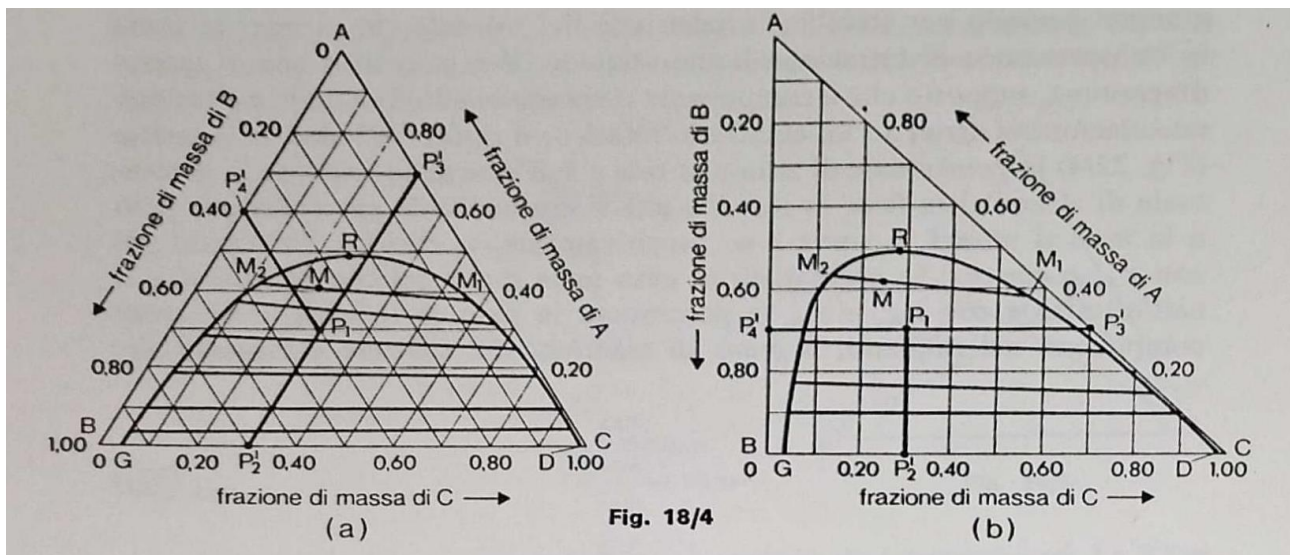 A
0
0,20
0,80
P'3
P'4
0,40
0,60
R
M'2
M1
0,60
M
0,40
P1
0,80
0,20
B
1,00
C
0 G 0,20 P'2 0,40 0,60 0,80 D 1.00
← frazione di massa di B
← frazione di massa di A
frazione di massa di C →
(a)
Fig. 18/4
A
0,20
0,80
0,40
0,60
R
M2
M1
0,60
M
0,40
P'4
P1
P'3
0,80
0,20
B
C
0 G 0,20 P'2 0,40 0,60 0,80 D 1.00
← frazione di massa di B
← frazione di massa di A
frazione di massa di C →
(b)